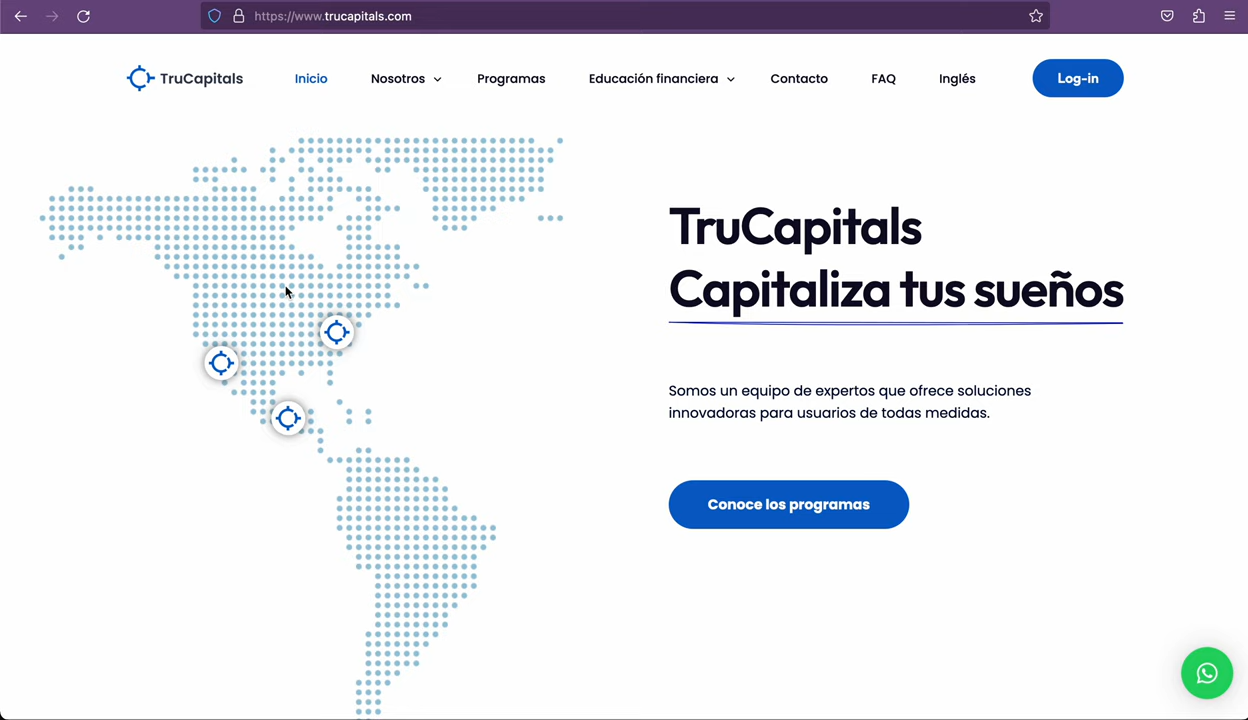 https://www.trucapitals.com
TruCapitals
Inicio
Nosotros
Programas
Educación financiera
Contacto
FAQ
Inglés
Log-in
TruCapitals
Capitaliza tus sueños
Somos un equipo de expertos que ofrece soluciones
innovadoras para usuarios de todas medidas.
Conoce los programas